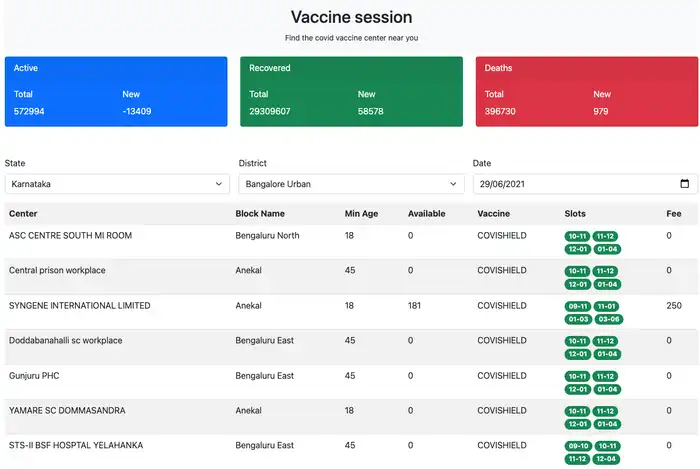 Vaccine session
Find the covid vaccine center near you
Active
Total New
572994 -13409
Recovered
Total New
29309607 58578
Deaths
Total New
396730 979
State District Date
Karnataka Bangalore Urban 29/06/2021
Center Block Name Min Age Available Vaccine Slots Fee
ASC CENTRE SOUTH MI ROOM Bengaluru North 18 0 COVISHIELD 10-11 11-12 0
12-01 01-04
Central prison workplace Anekal 45 0 COVISHIELD 10-11 11-12 0
12-01 01-04
SYNGENE INTERNATIONAL LIMITED Anekal 18 181 COVISHIELD 09-11 11-01 250
01-03 03-06
Doddabanahalli sc workplace Bengaluru East 45 0 COVISHIELD 10-11 11-12 0
12-01 01-04
Gunjuru PHC Bengaluru East 45 0 COVISHIELD 10-11 11-12 0
12-01 01-04
YAMARE SC DOMMASANDRA Anekal 18 0 COVISHIELD 10-11 11-12 0
12-01 01-04
STS-II BSF HOSPTAL YELAHANKA Bengaluru East 45 0 COVISHIELD 09-10 10-11 0
11-12 12-04